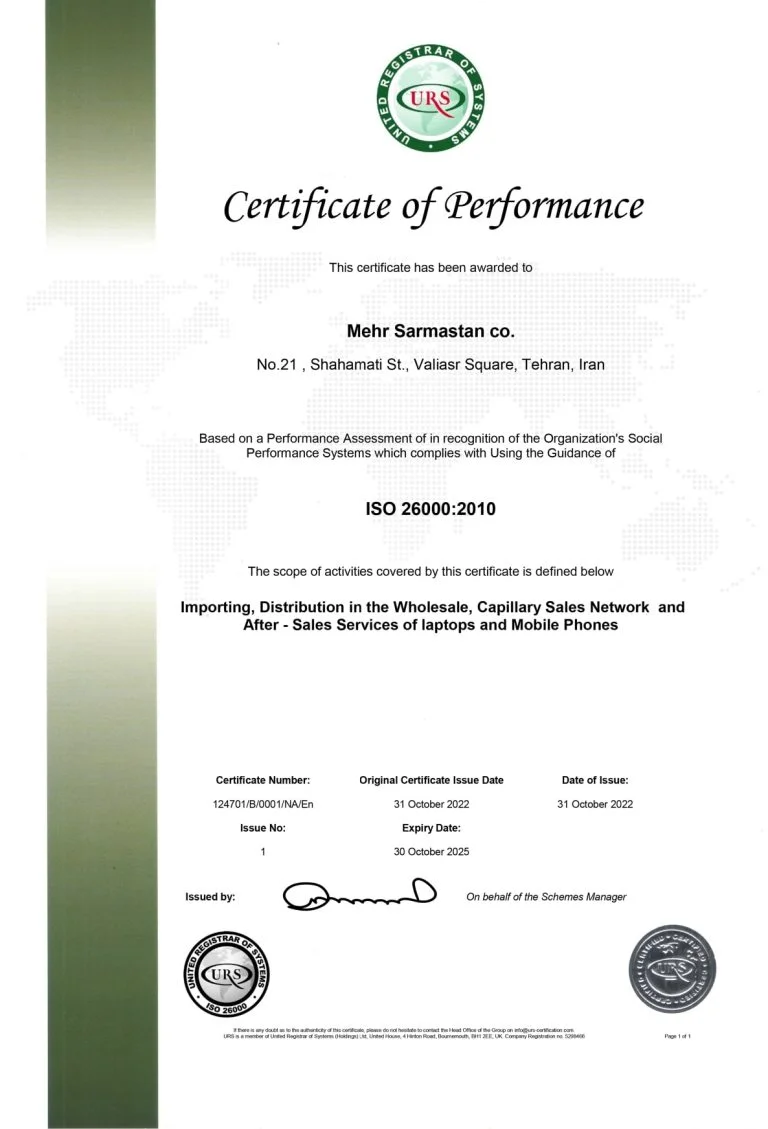 UNITED REGISTRAR OF SYSTEMS
URS
Certificate of Performance
This certificate has been awarded to
Mehr Sarmastan co.
No.21 , Shahamati St., Valiasr Square, Tehran, Iran
Based on a Performance Assessment of in recognition of the Organization's Social
Performance Systems which complies with Using the Guidance of
ISO 26000:2010
The scope of activities covered by this certificate is defined below
Importing, Distribution in the Wholesale, Capillary Sales Network and
After - Sales Services of laptops and Mobile Phones
Certificate Number: Original Certificate Issue Date Date of Issue:
124701/B/0001/NA/En 31 October 2022 31 October 2022
Issue No: Expiry Date:
1 30 October 2025
Issued by: On behalf of the Schemes Manager
UNITED REGISTRAR OF SYSTEMS
URS
ISO 26000
CERTIFIED • CERTIFIED • CERTIFIED
URS
If there is any doubt as to the authenticity of this certificate, please do not hesitate to contact the Head Office of the Group on info@urs-certification.com
URS is a member of United Registrar of Systems (Holdings) Ltd, United House, 4 Hinton Road, Bournemouth, BH1 2EE, UK. Company Registration no. 5298466
Page 1 of 1